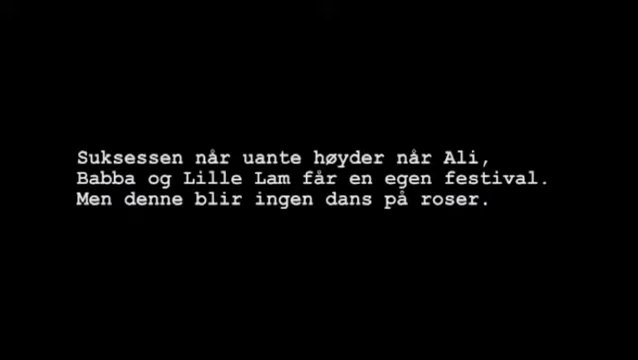 Suksessen når uante høyder når Ali,
Babba og Lille Lam får en egen festival.
Men denne blir ingen dans på roser.